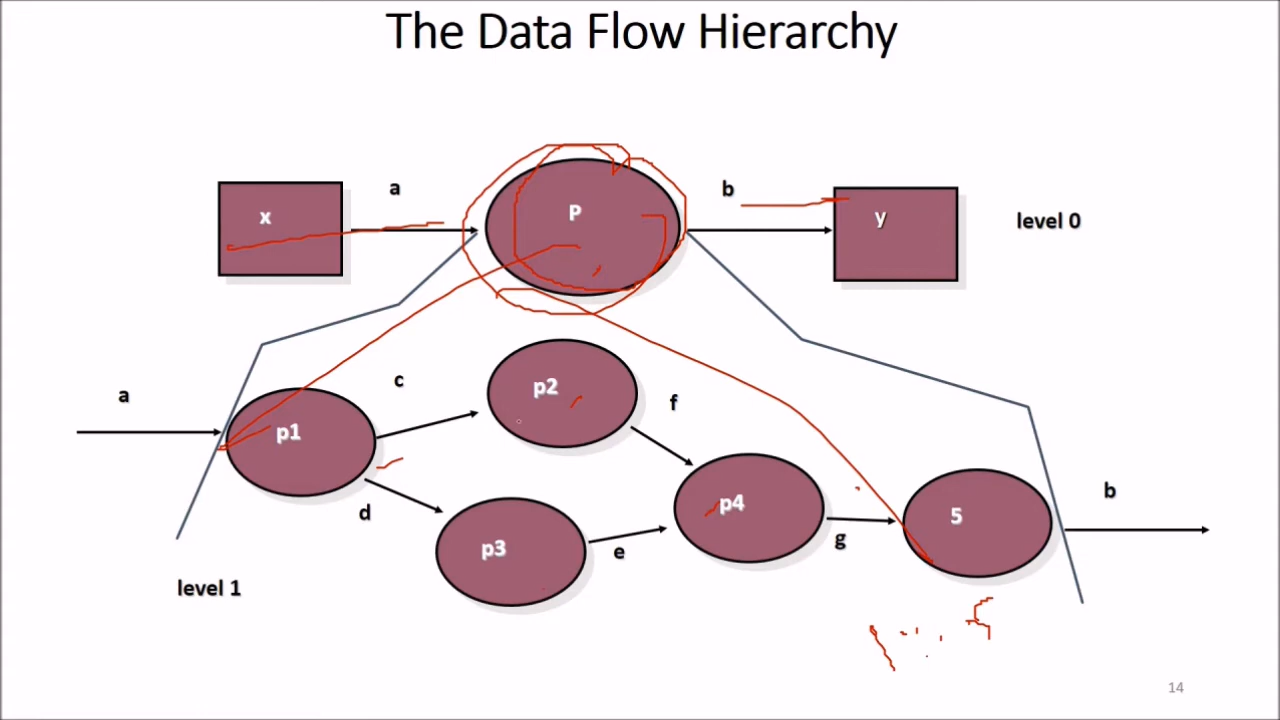 The Data Flow Hierarchy
a
b
x
P
y
level 0
c
a
p2
f
p1
p4
b
d
5
g
p3
e
level 1
14